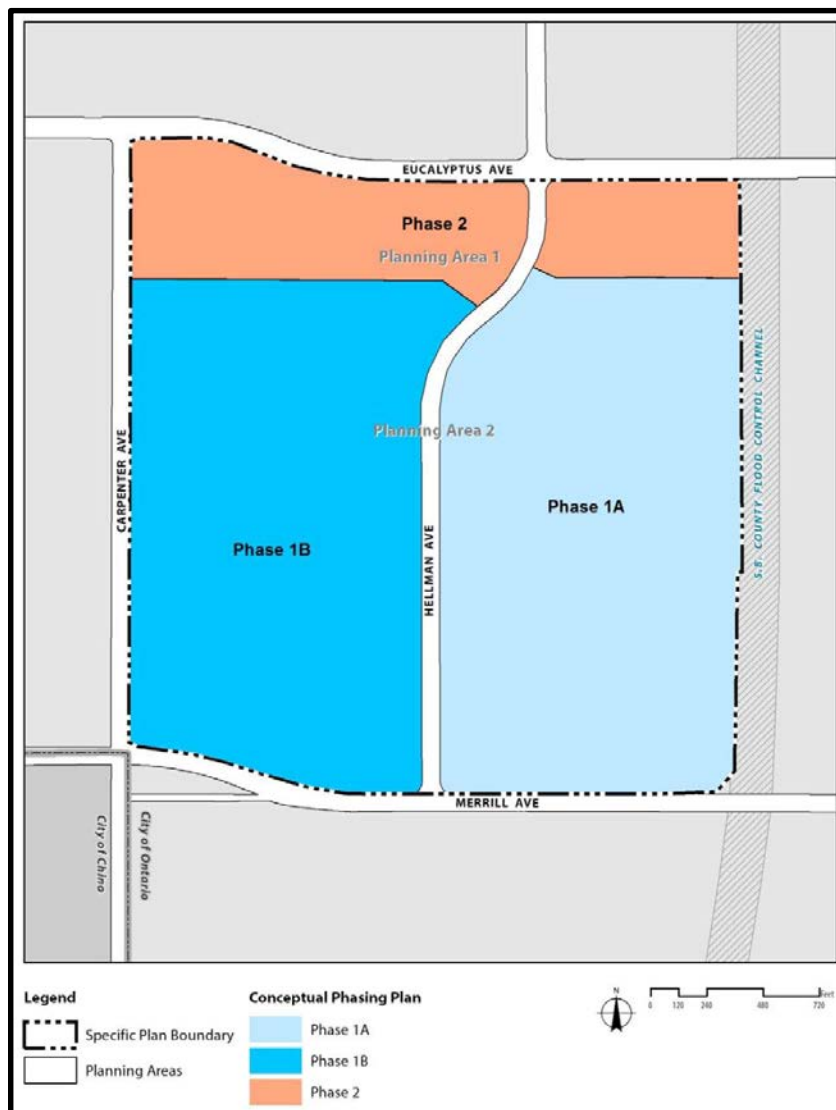 EUCALYPTUS AVE
Phase 2
Planning Area 1
Planning Area 2
CARPENTER AVE
S.B. COUNTY FLOOD CONTROL CHANNEL
Phase 1A
Phase 1B
HELLMAN AVE
MERRILL AVE
City of Chino
City of Ontario
Legend
Specific Plan Boundary
Planning Areas
Conceptual Phasing Plan
Phase 1A
Phase 1B
Phase 2
N
0 120 240 480 720
Feet